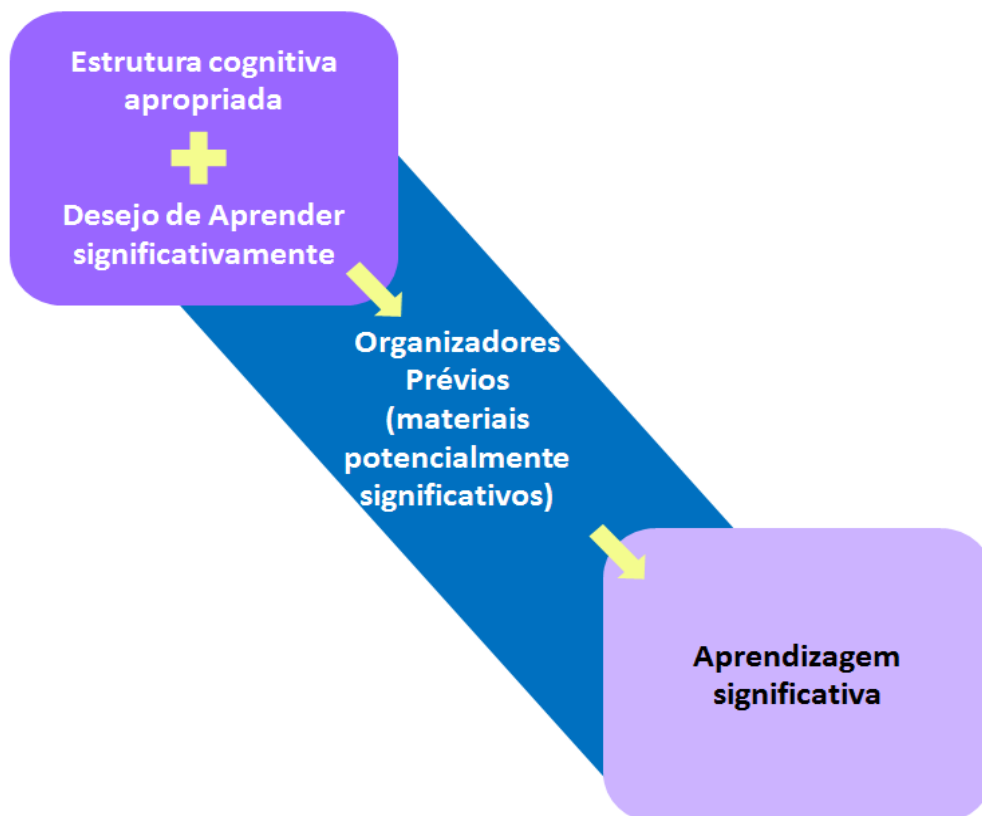 Estrutura cognitiva
apropriada
Desejo de Aprender
significativamente
Organizadores
Prévios
(materiais
potencialmente
significativos)
Aprendizagem
significativa